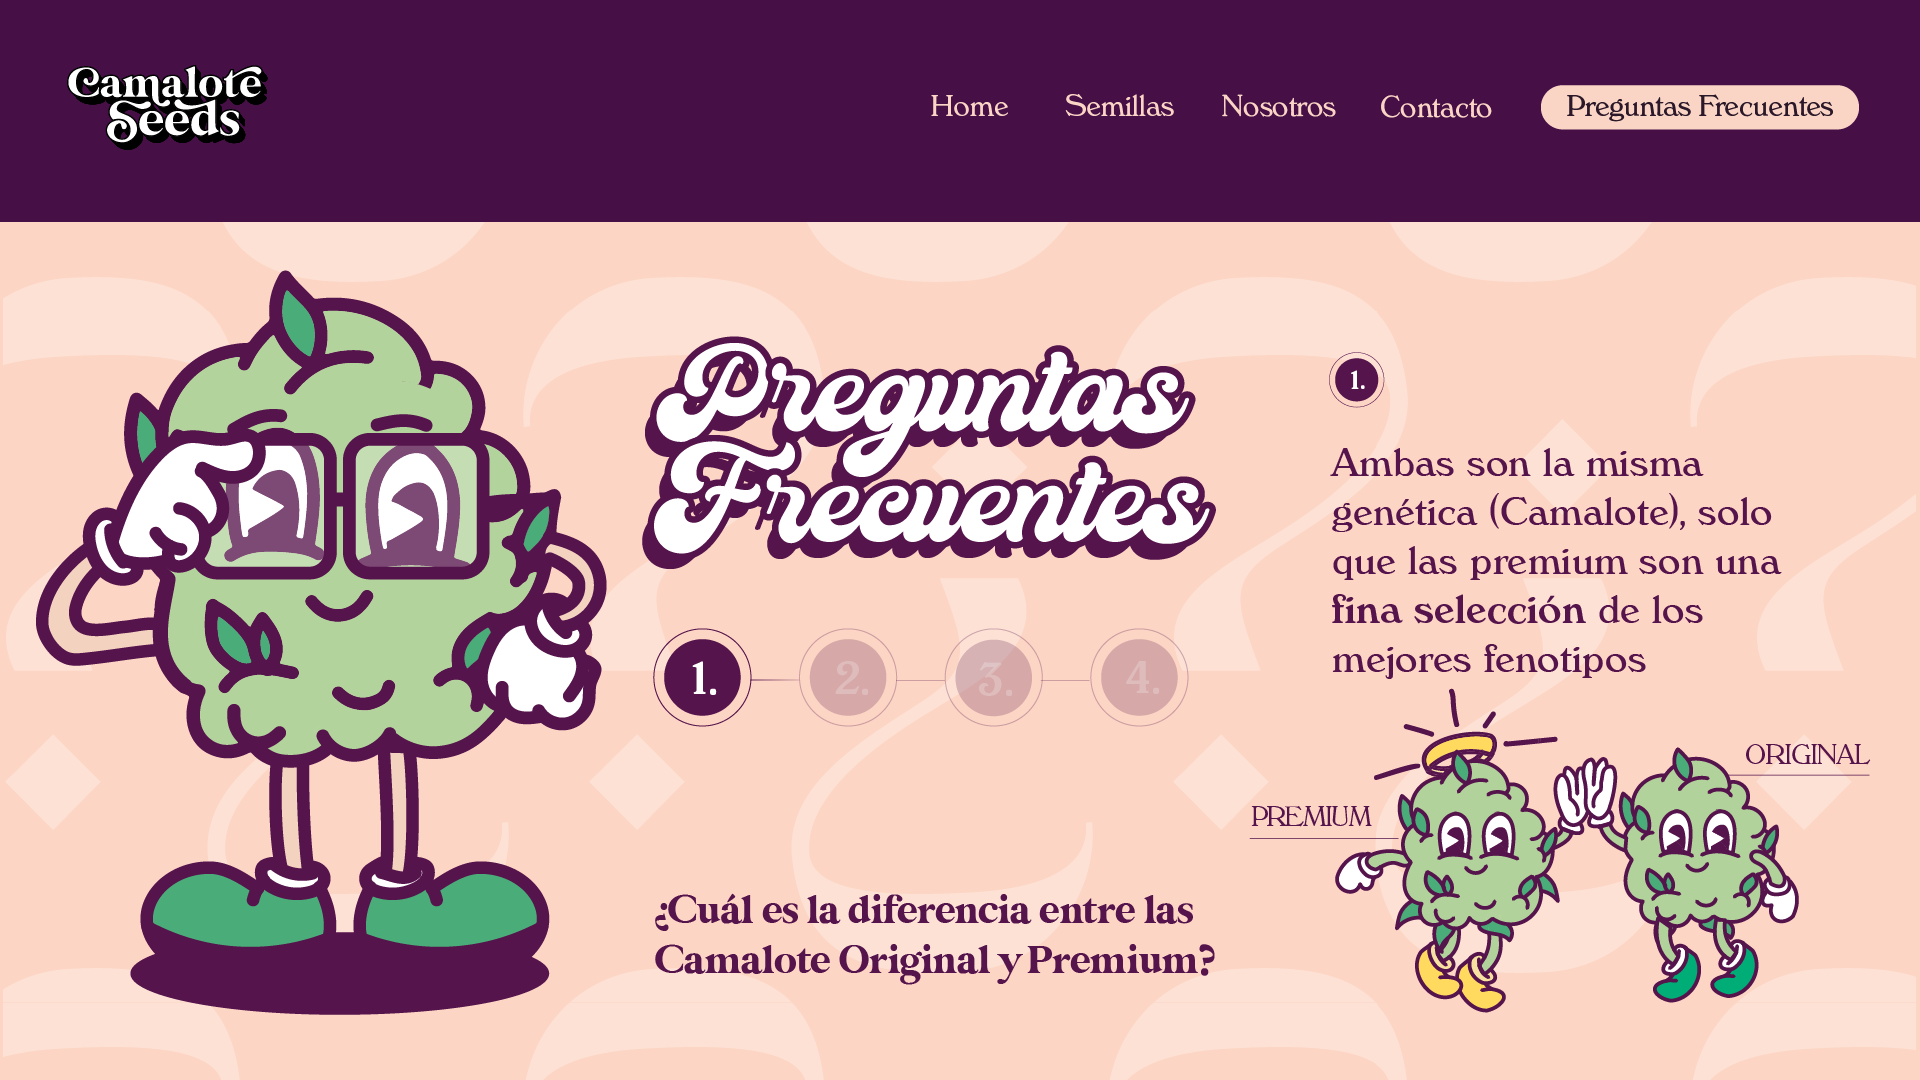 Camalote
Seeds
Home
Semillas
Nosotros
Contacto
Preguntas Frecuentes
Preguntas
Frecuentes
1.
2.
3.
4.
¿Cuál es la diferencia entre las
Camalote Original y Premium?
1.
Ambas son la misma
genética (Camalote), solo
que las premium son una
fina selección de los
mejores fenotipos
PREMIUM
ORIGINAL